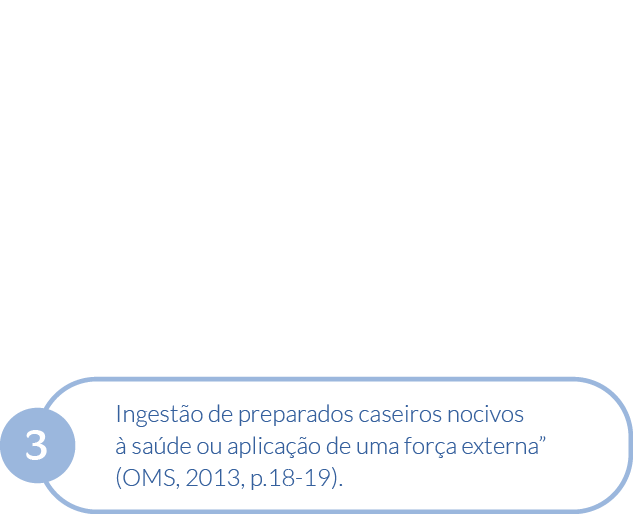 3
Ingestão de preparados caseiros nocivos
à saúde ou aplicação de uma força externa”
(OMS, 2013, p.18-19).